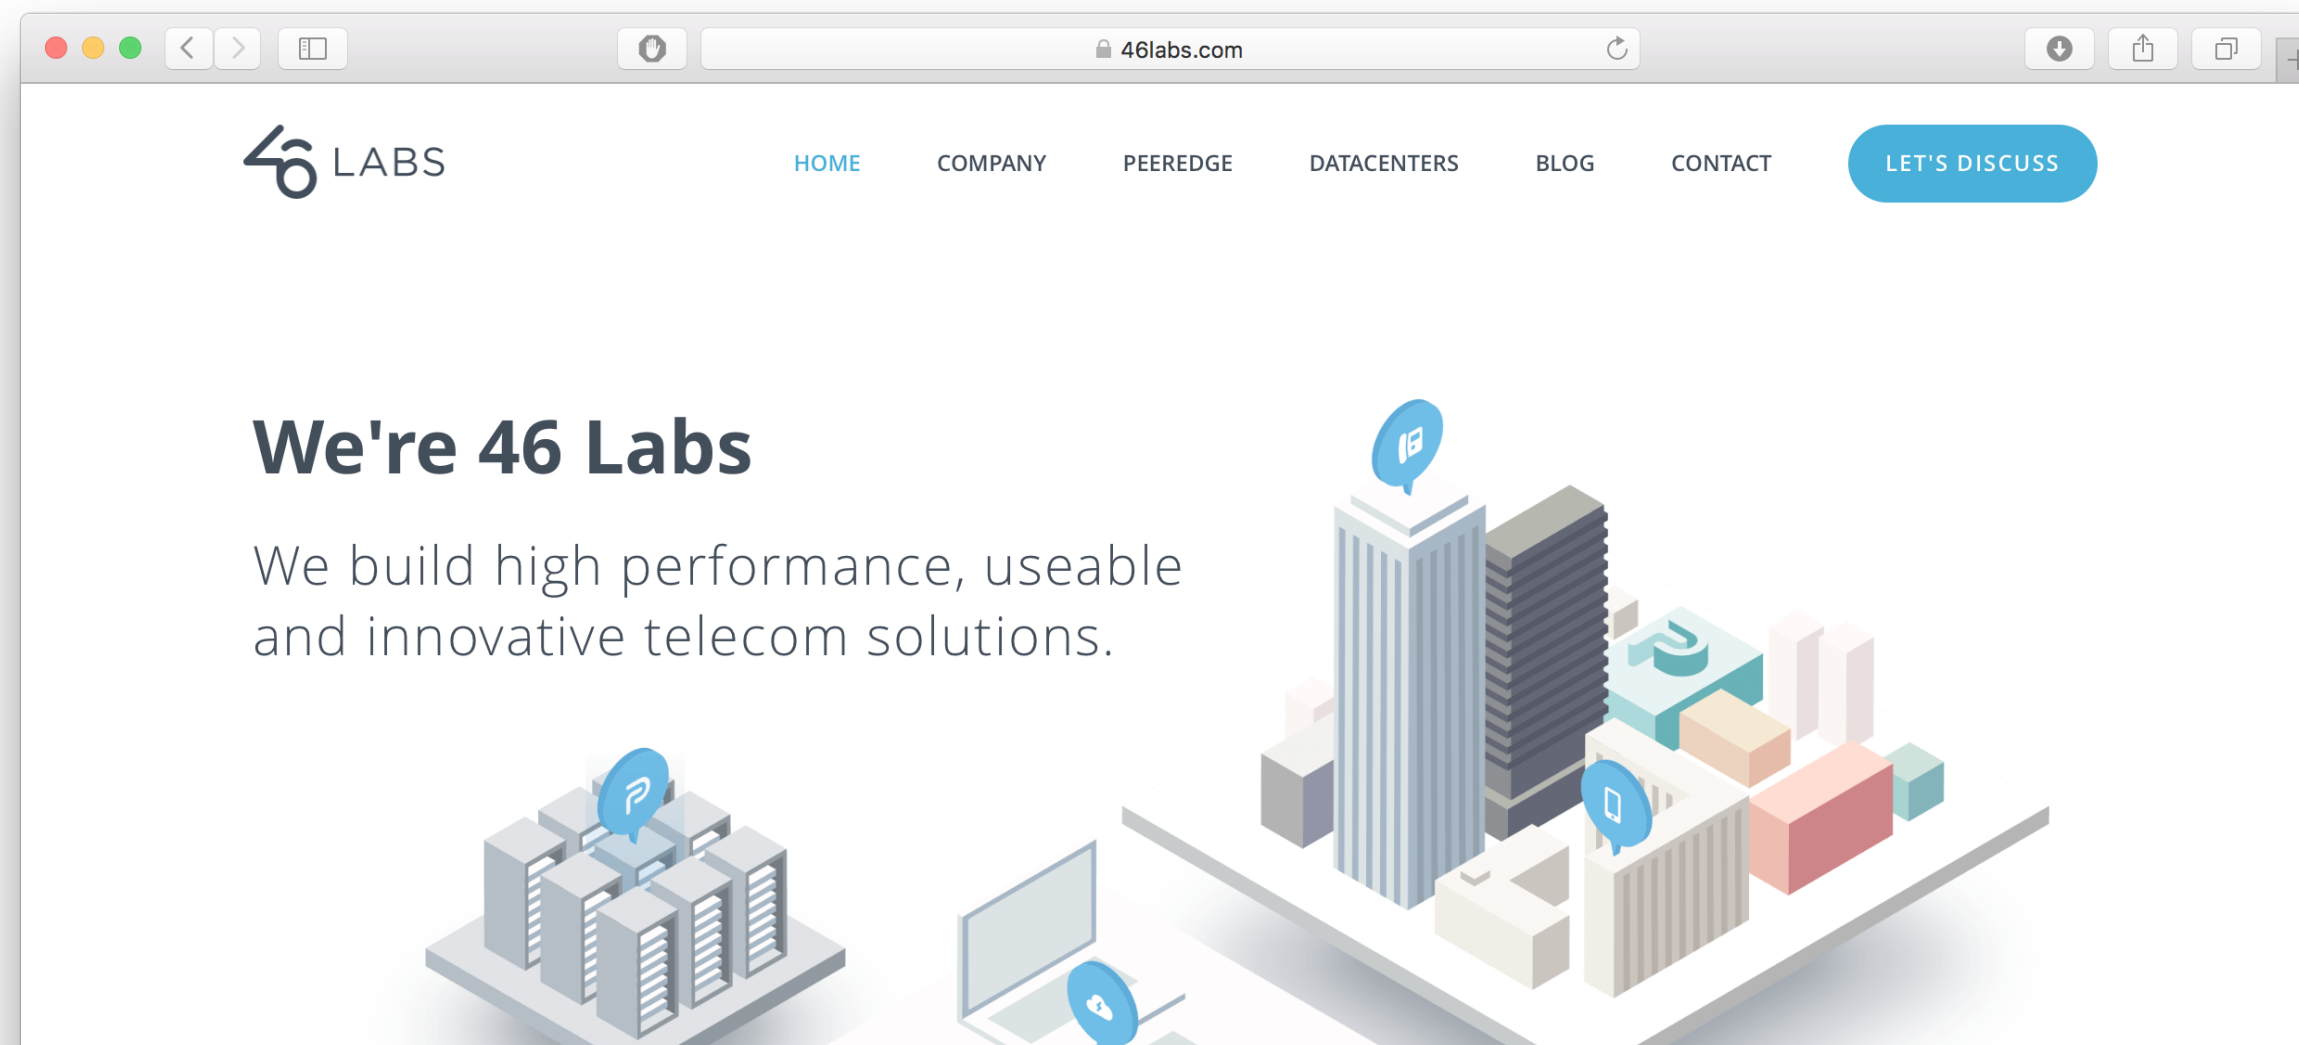 46labs.com
46 LABS
HOME COMPANY PEEREDGE DATACENTERS BLOG CONTACT LET'S DISCUSS
We're 46 Labs
We build high performance, useable
and innovative telecom solutions.